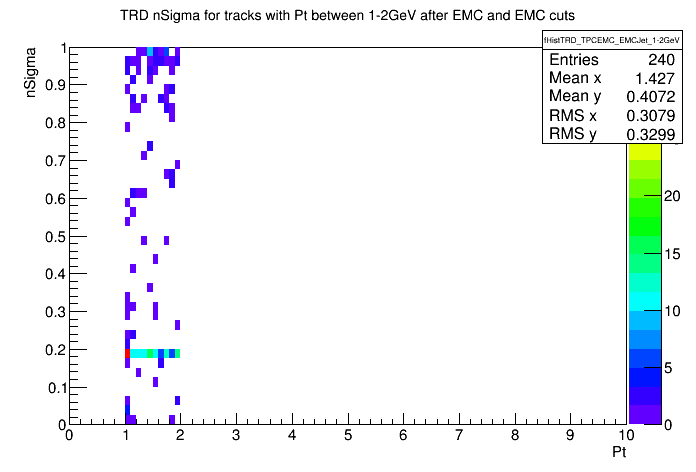 TRD nSigma for tracks with Pt between 1-2GeV after EMC and EMC cuts
fHistTRD_TPCEMC_EMCJet_1-2GeV
Entries 240
Mean x 1.427
Mean y 0.4072
RMS x 0.3079
RMS y 0.3299
nSigma
1
0.9
0.8
0.7
0.6
0.5
0.4
0.3
0.2
0.1
0
0 1 2 3 4 5 6 7 8 9 10
Pt
20
15
10
5
0